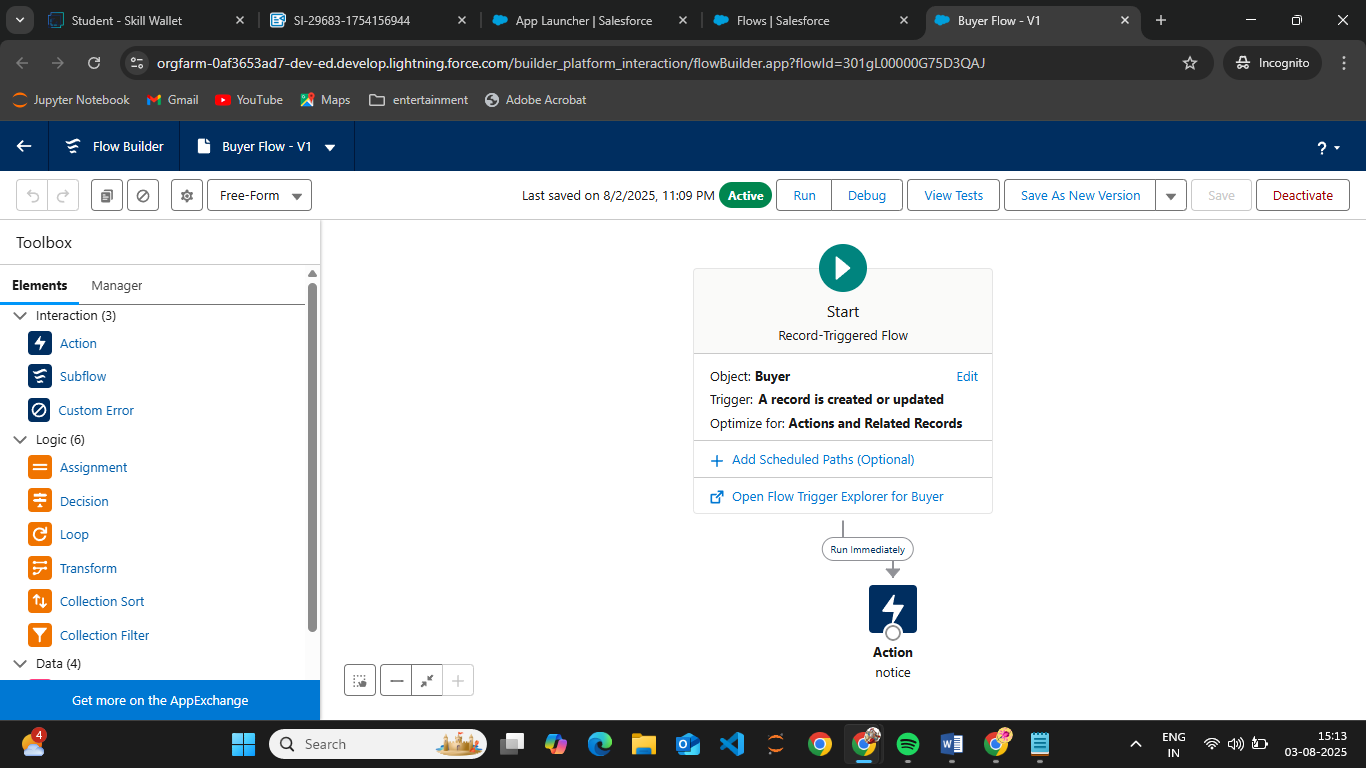 Student - Skill Wallet
SI-29683-1754156944
App Launcher | Salesforce
Flows | Salesforce
Buyer Flow - V1
orgfarm-0af3653ad7-dev-ed.develop.lightning.force.com/builder_platform_interaction/flowBuilder.app?flowId=301gL00000G75D3QAJ
Incognito
Jupyter Notebook
Gmail
YouTube
Maps
entertainment
Adobe Acrobat
Flow Builder
Buyer Flow - V1
?
Free-Form
Last saved on 8/2/2025, 11:09 PM
Active
Run
Debug
View Tests
Save As New Version
Save
Deactivate
Toolbox
Elements
Manager
Interaction (3)
Action
Subflow
Custom Error
Logic (6)
Assignment
Decision
Loop
Transform
Collection Sort
Collection Filter
Data (4)
Get more on the AppExchange
Start
Record-Triggered Flow
Object: Buyer
Edit
Trigger: A record is created or updated
Optimize for: Actions and Related Records
Add Scheduled Paths (Optional)
Open Flow Trigger Explorer for Buyer
Run Immediately
Action
notice
4
Search
ENG
IN
15:13
03-08-2025